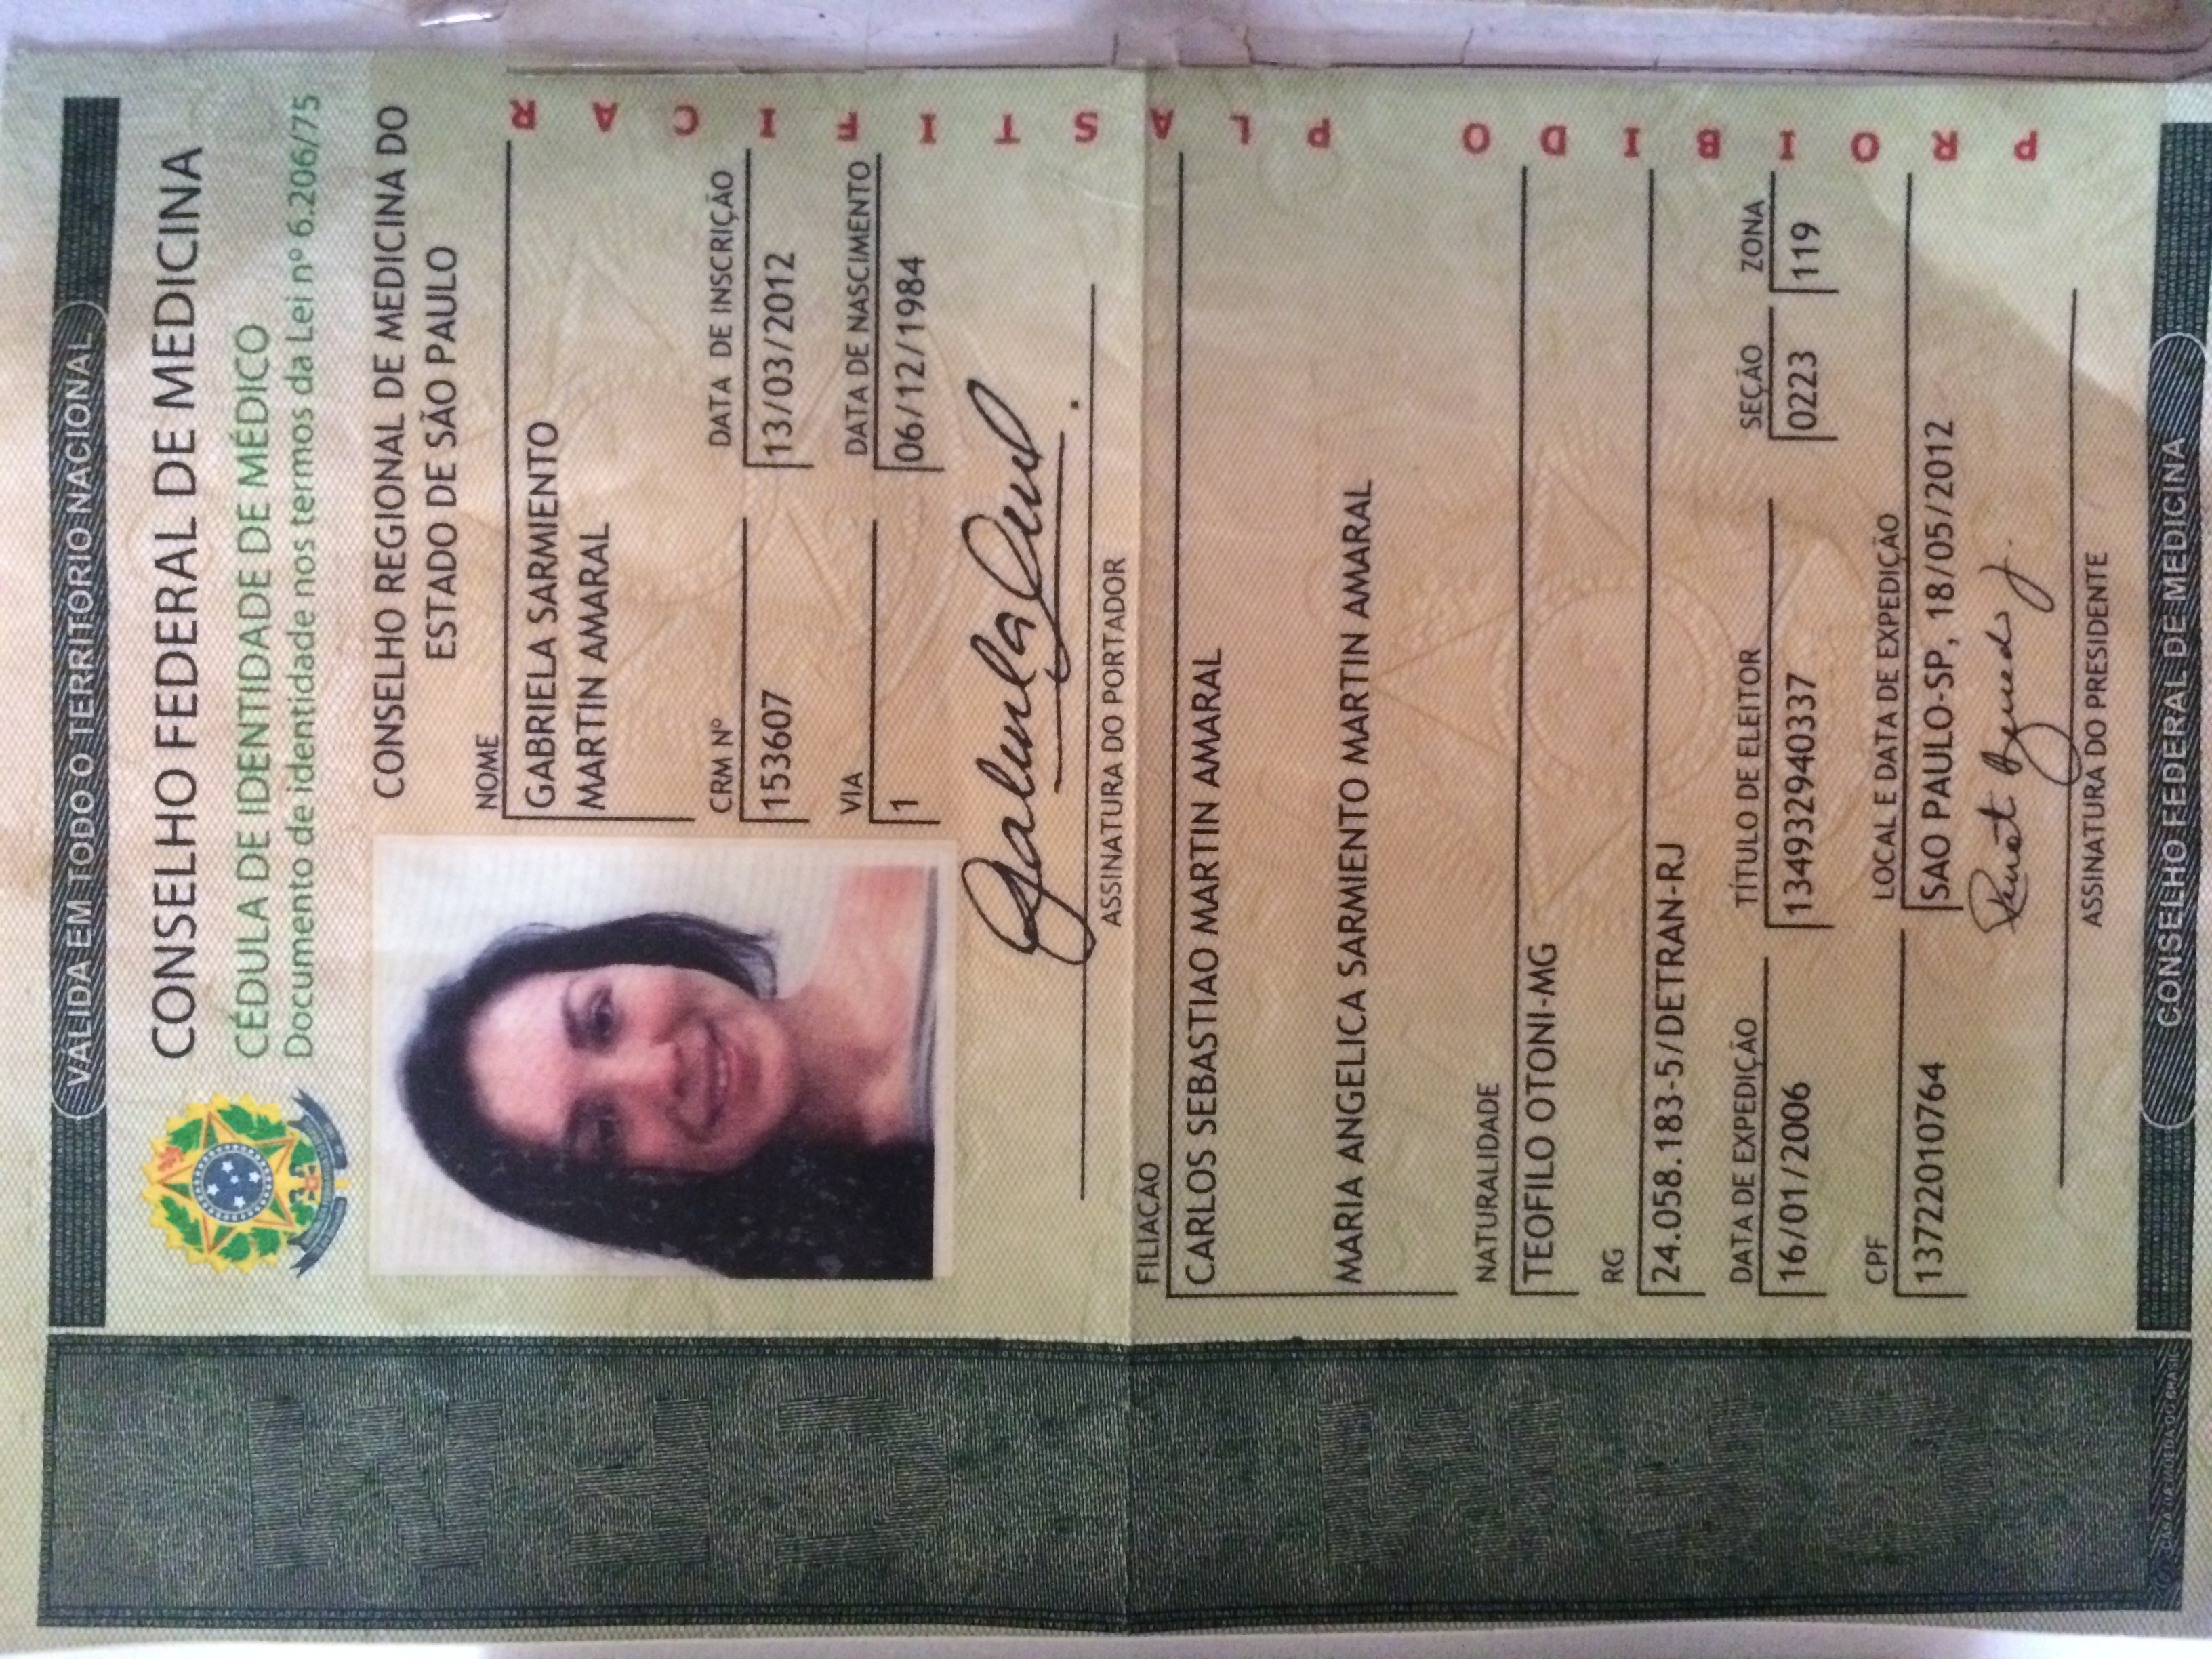 VALIDA EM TODO O TERRITÓRIO NACIONAL
CONSELHO FEDERAL DE MEDICINA
CÉDULA DE IDENTIDADE DE MÉDICO
Documento de identidade nos termos da Lei nº 6.206/75
CONSELHO REGIONAL DE MEDICINA DO
ESTADO DE SÃO PAULO
NOME
GABRIELA SARMIENTO
MARTIN AMARAL
CRM Nº DATA DE INSCRIÇÃO
153607 13/03/2012
VIA DATA DE NASCIMENTO
1 06/12/1984
ASSINATURA DO PORTADOR
FILIAÇÃO
CARLOS SEBASTIAO MARTIN AMARAL
MARIA ANGELICA SARMIENTO MARTIN AMARAL
NATURALIDADE
TEOFILO OTONI-MG
RG
24.058.183-5/DETRAN-RJ
DATA DE EXPEDIÇÃO TÍTULO DE ELEITOR SEÇÃO ZONA
16/01/2006 134932940337 0223 119
CPF LOCAL E DATA DE EXPEDIÇÃO
13722010764 SAO PAULO-SP, 18/05/2012
ASSINATURA DO PRESIDENTE
CONSELHO FEDERAL DE MEDICINA
PROIBIDO PLASTIFICAR